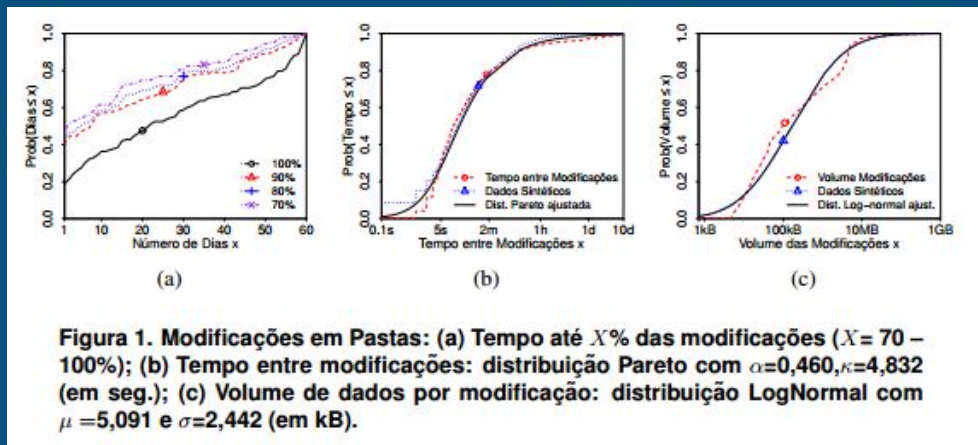 Prob[Dias ≤ x]
0.0 0.2 0.4 0.6 0.8 1.0
100%
90%
80%
70%
1 10 20 30 40 50 60
Número de Dias x
(a)
Prob[Tempo ≤ x]
0.0 0.2 0.4 0.6 0.8 1.0
Tempo entre Modificações
Dados Sintéticos
Dist. Pareto ajustada
0.1s 5s 2m 1h 1d 10d
Tempo entre Modificações x
(b)
Prob[Volume ≤ x]
0.0 0.2 0.4 0.6 0.8 1.0
Volume Modificações
Dados Sintéticos
Dist. Log-normal ajust.
1kB 100kB 10MB 1GB
Volume das Modificações x
(c)
Figura 1. Modificações em Pastas: (a) Tempo até X% das modificações (X= 70 –
100%); (b) Tempo entre modificações: distribuição Pareto com α=0,460,κ=4,832
(em seg.); (c) Volume de dados por modificação: distribuição LogNormal com
μ =5,091 e σ=2,442 (em kB).